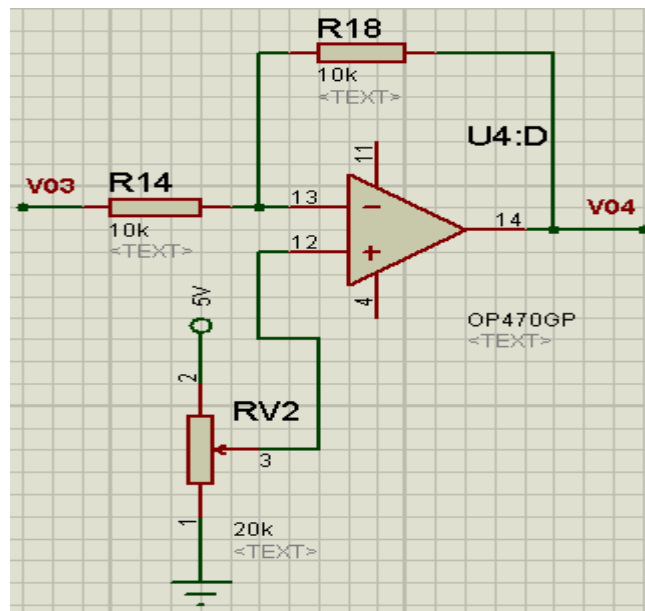 R18
10k
<TEXT>
U4:D
11
V03
R14
13
14
V04
10k
<TEXT>
12
5V
4
OP470GP
<TEXT>
2
RV2
3
1
20k
<TEXT>